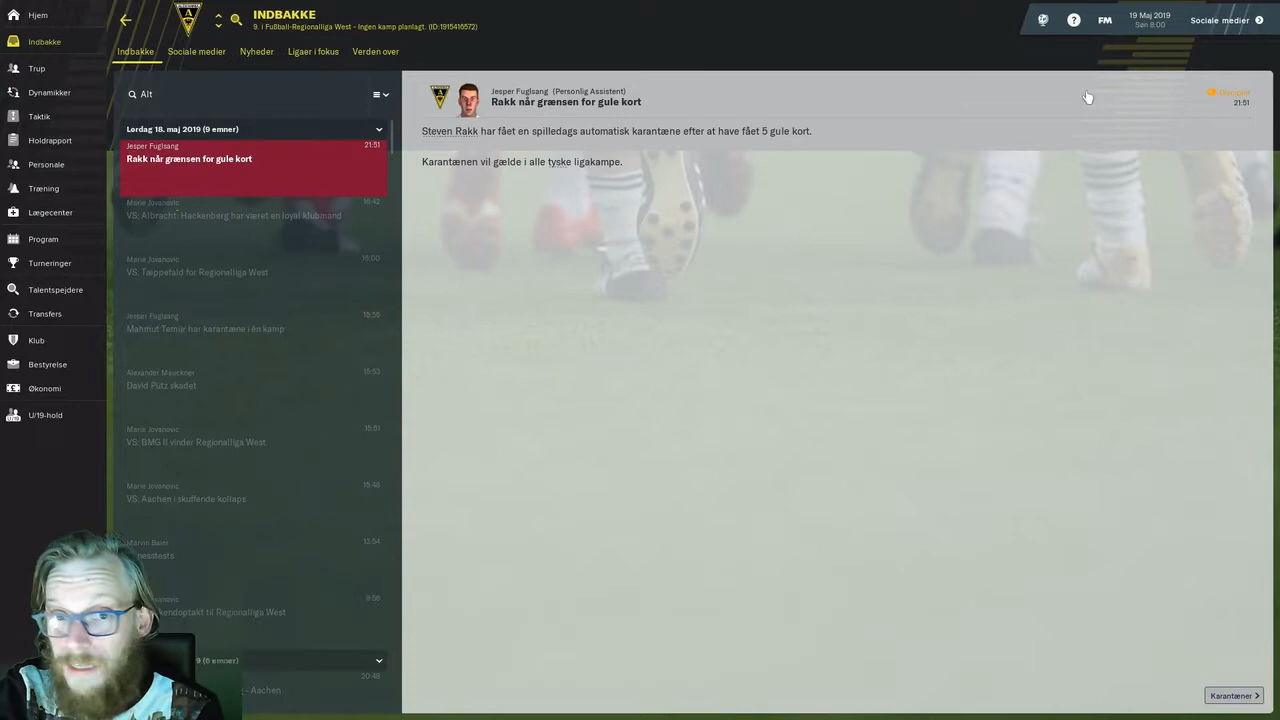 Hjem
Indbakke
Trup
Dynamikker
Taktik
Holdrapport
Personale
Træning
Lægecenter
Program
Turneringer
Talentspejdere
Transfers
Klub
Bestyrelse
Økonomi
U/19-hold
INDBAKKE
9. i Fußball-Regionalliga West - Ingen kamp planlagt. (ID:1915416572)
FM
19 Maj 2019
Søn 8:00
Sociale medier
Indbakke
Sociale medier
Nyheder
Ligaer i fokus
Verden over
Alt
Lørdag 18. maj 2019 (9 emner)
Jesper Fuglsang 21:51
Rakk når grænsen for gule kort
Marie Jovanovic 16:42
VS: Albracht: Hackenberg har været en loyal klubmand
Marie Jovanovic 16:00
VS: Tæppefald for Regionalliga West
Jesper Fuglsang 15:56
Mahmut Temür har karantæne i én kamp
15:53
David Pütz skadet
Marie Jovanovic 15:51
VS: BMG II vinder Regionalliga West
Marie Jovanovic 15:48
VS: Aachen i skuffende kollaps
13:54
9:56
til Regionalliga West
9 (6 emner)
20:48
- Aachen
Jesper Fuglsang (Personlig Assistent)
Rakk når grænsen for gule kort
21:51
Steven Rakk har fået en spilledags automatisk karantæne efter at have fået 5 gule kort.
Karantænen vil gælde i alle tyske ligakampe.
Karantæner